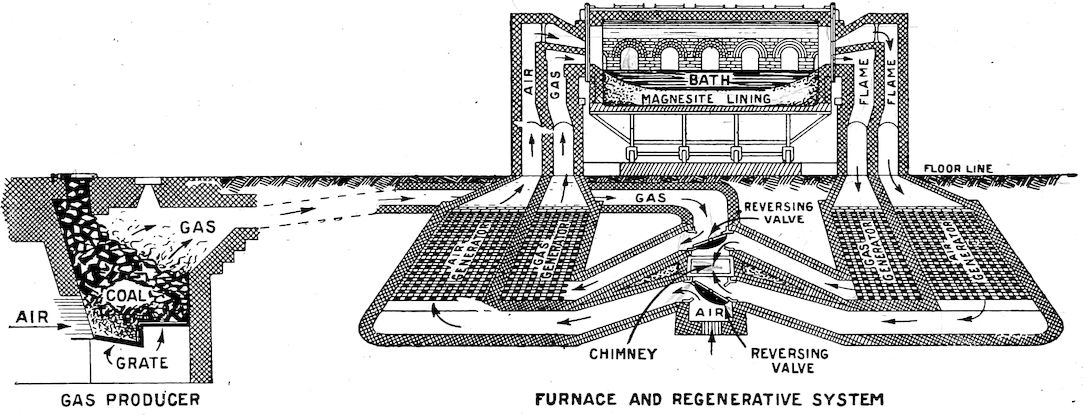 AIR
GAS
BATH
MAGNESITE LINING
FLAME
FLAME
FLOOR LINE
GAS
GAS
REVERSING
VALVE
AIR
GENERATOR
GAS
GENERATOR
GAS
GENERATOR
AIR
GENERATOR
COAL
AIR
GRATE
AIR
CHIMNEY
REVERSING
VALVE
GAS PRODUCER
FURNACE AND REGENERATIVE SYSTEM